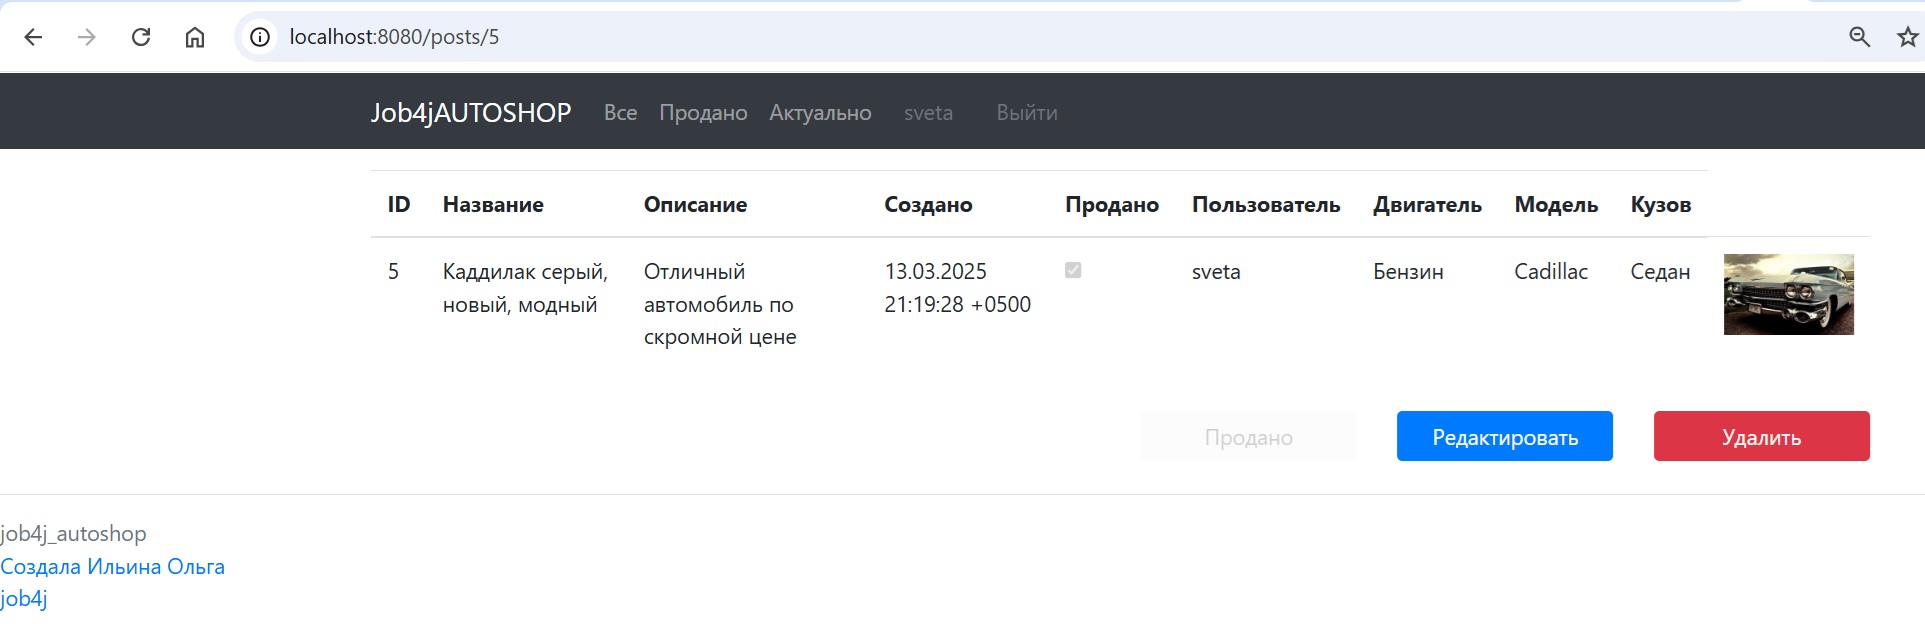 localhost:8080/posts/5
Job4jAUTOSHOP Все Продано Актуально sveta Выйти
ID Название Описание Создано Продано Пользователь Двигатель Модель Кузов
5 Каддилак серый, Отличный 13.03.2025 sveta Бензин Cadillac Седан
новый, модный автомобиль по 21:19:28 +0500
скромной цене
Продано Редактировать Удалить
job4j_autoshop
Создала Ильина Ольга
job4j